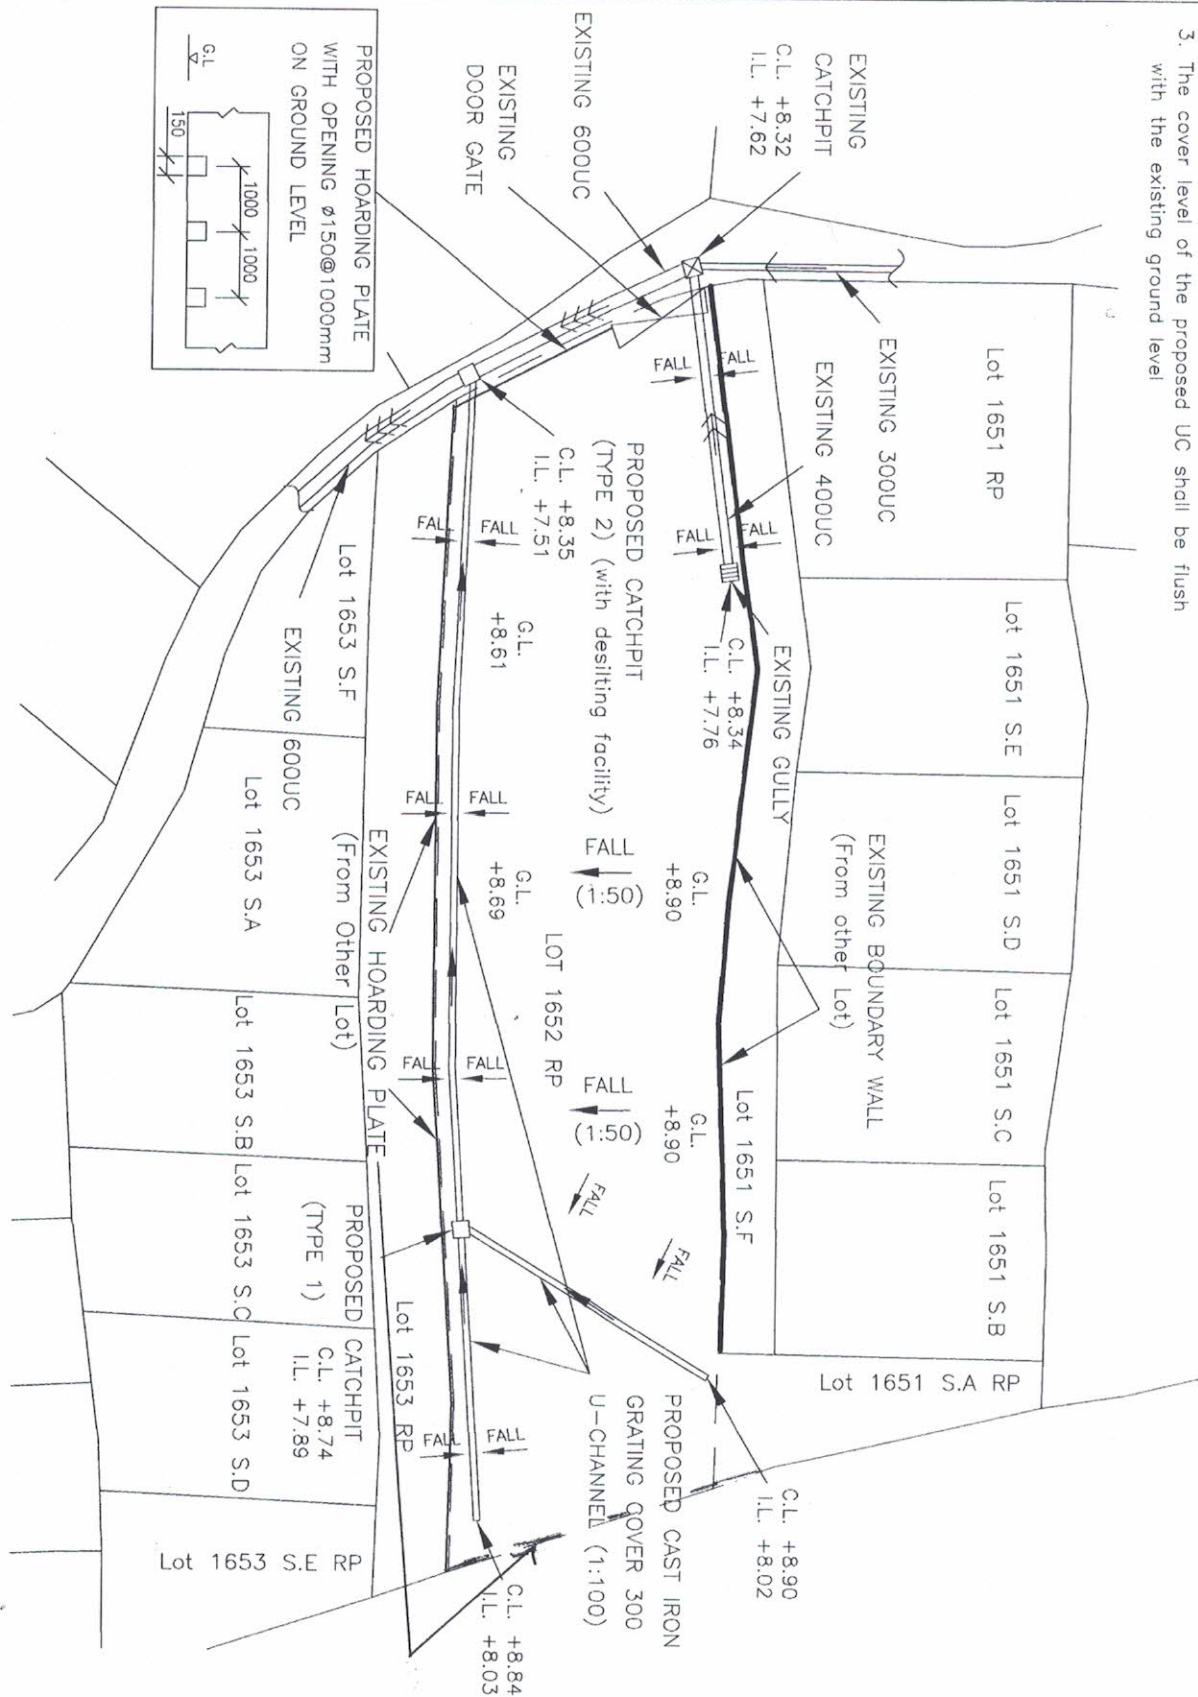 3. The cover level of the proposed UC shall be flush
with the existing ground level
EXISTING
CATCHPIT
C.L. +8.32
I.L. +7.62
EXISTING 600UC
EXISTING
DOOR GATE
PROPOSED HOARDING PLATE
WITH OPENING ø150@1000mm
ON GROUND LEVEL
G.L
150
1000
1000
EXISTING 300UC
EXISTING 400UC
Lot 1651 RP
Lot 1651 S.E
Lot 1651 S.D
Lot 1651 S.C
Lot 1651 S.B
Lot 1651 S.A RP
Lot 1651 S.F
FALL
FALL
FALL
FALL
EXISTING GULLY
C.L. +8.34
I.L. +7.76
EXISTING BOUNDARY WALL
(From other Lot)
PROPOSED CATCHPIT
(TYPE 2) (with desilting facility)
C.L. +8.35
I.L. +7.51
G.L.
+8.61
G.L.
+8.69
G.L.
+8.90
G.L.
+8.90
FALL
(1:50)
FALL
(1:50)
FALL
FALL
LOT 1652 RP
FALL
FALL
FALL
FALL
FALL
FALL
FALL
FALL
PROPOSED CAST IRON
GRATING COVER 300
U-CHANNEL (1:100)
C.L. +8.90
I.L. +8.02
C.L. +8.84
I.L. +8.03
EXISTING 600UC
EXISTING HOARDING PLATE
(From Other Lot)
PROPOSED CATCHPIT
(TYPE 1)
C.L. +8.74
I.L. +7.89
Lot 1653 S.F
Lot 1653 S.A
Lot 1653 S.B
Lot 1653 S.C
Lot 1653 S.D
Lot 1653 RP
Lot 1653 S.E RP